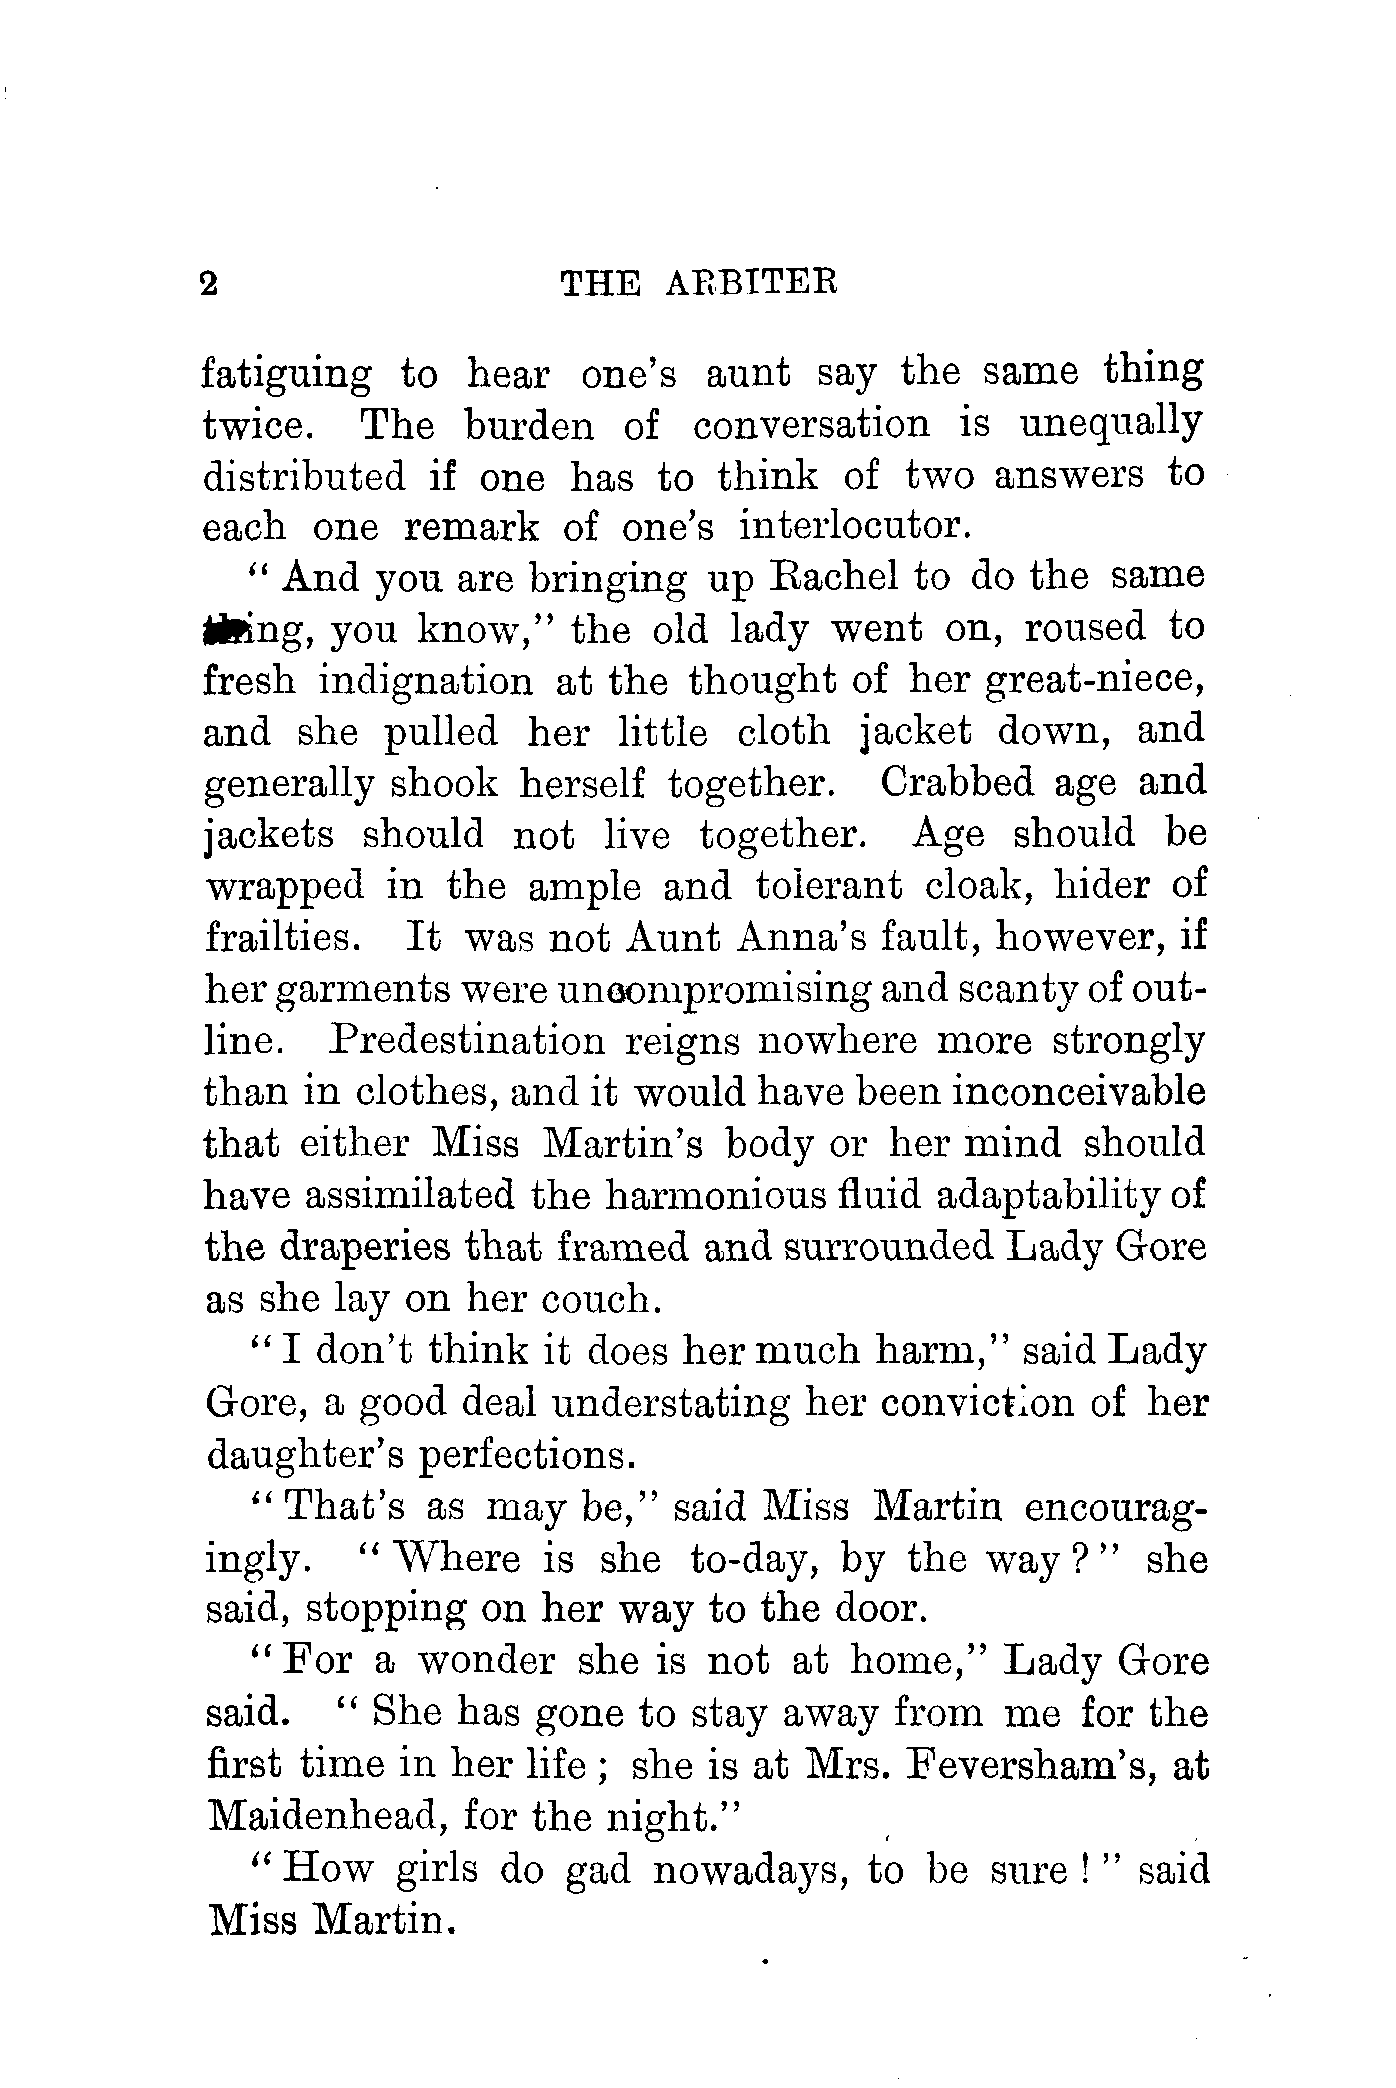 2 THE ARBITER
fatiguing to hear one's aunt say the same thing
twice. The burden of conversation is unequally
distributed if one has to think of two answers to
each one remark of one's interlocutor.
" And you are bringing up Rachel to do the same
thing, you know," the old lady went on, roused to
fresh indignation at the thought of her great-niece,
and she pulled her little cloth jacket down, and
generally shook herself together. Crabbed age and
jackets should not live together. Age should be
wrapped in the ample and tolerant cloak, hider of
frailties. It was not Aunt Anna's fault, however, if
her garments were uncompromising and scanty of out-
line. Predestination reigns nowhere more strongly
than in clothes, and it would have been inconceivable
that either Miss Martin's body or her mind should
have assimilated the harmonious fluid adaptability of
the draperies that framed and surrounded Lady Gore
as she lay on her couch.
" I don't think it does her much harm," said Lady
Gore, a good deal understating her conviction of her
daughter's perfections.
" That's as may be," said Miss Martin encourag-
ingly. " Where is she to-day, by the way ? " she
said, stopping on her way to the door.
" For a wonder she is not at home," Lady Gore
said. " She has gone to stay away from me for the
first time in her life ; she is at Mrs. Feversham's, at
Maidenhead, for the night."
" How girls do gad nowadays, to be sure ! " said
Miss Martin.